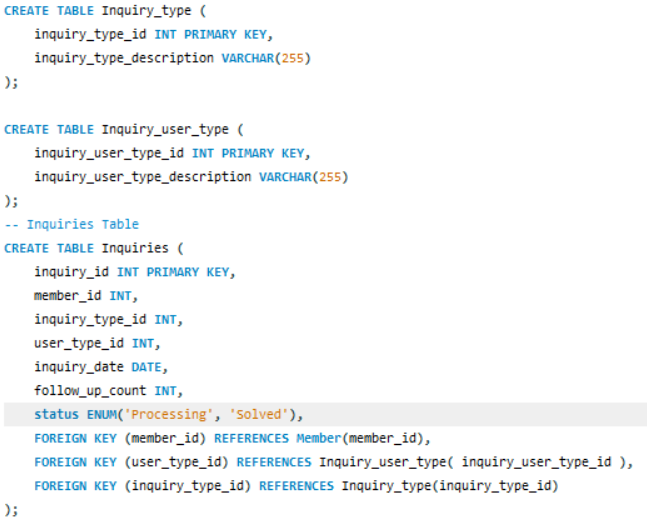 CREATE TABLE Inquiry_type (
    inquiry_type_id INT PRIMARY KEY,
    inquiry_type_description VARCHAR(255)
);

CREATE TABLE Inquiry_user_type (
    inquiry_user_type_id INT PRIMARY KEY,
    inquiry_user_type_description VARCHAR(255)
);
-- Inquiries Table
CREATE TABLE Inquiries (
    inquiry_id INT PRIMARY KEY,
    member_id INT,
    inquiry_type_id INT,
    user_type_id INT,
    inquiry_date DATE,
    follow_up_count INT,
    status ENUM('Processing', 'Solved'),
    FOREIGN KEY (member_id) REFERENCES Member(member_id),
    FOREIGN KEY (user_type_id) REFERENCES Inquiry_user_type( inquiry_user_type_id ),
    FOREIGN KEY (inquiry_type_id) REFERENCES Inquiry_type(inquiry_type_id)
);